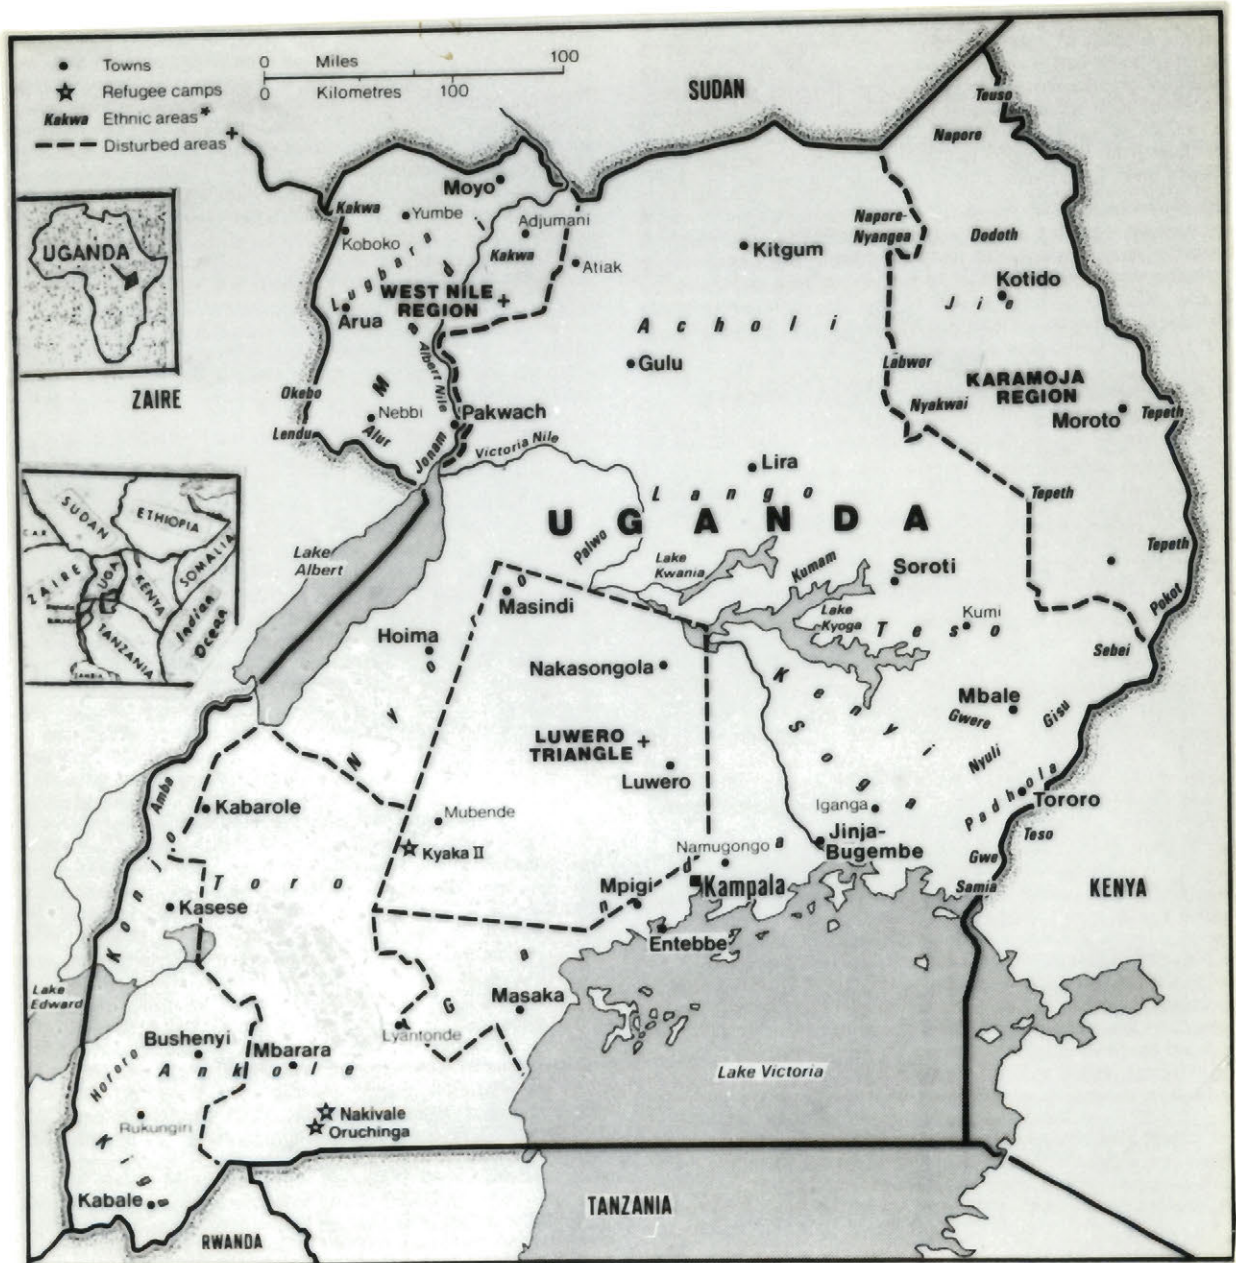 0 Miles 100
0 Kilometres 100
Towns
Refugee camps
Kakwa Ethnic areas*
Disturbed areas+
SUDAN
Teuso
Napore
Moyo
Kakwa
Yumbe
Adjumani
Koboko
Kakwa
Atiak
Napore-
Nyangea
Dodoth
Kitgum
Kotido
Jie
UGANDA
Lugbara
Madi
WEST NILE
REGION +
Arua
Acholi
Albert Nile
Gulu
Labwor
KARAMOJA
REGION
ZAIRE
Okebo
Nyakwai
Moroto
Tepeth
Nebbi
Pakwach
Lendu
Alur
Jonam
Victoria Nile
Lira
Lango
Tepeth
UGANDA
Tepeth
SUDAN
ETHIOPIA
C.A.R.
SOMALIA
ZAIRE
UGA
KENYA
TANZANIA
Indian
Ocean
Lake
Albert
Palwo
Lake
Kwania
Kumam
Soroti
Pokot
Masindi
Lake
Kyoga
Kumi
Teso
Sebei
Hoima
Nyoro
Nakasongola
Kenyi
Mbale
Gwere
Gisu
LUWERO
TRIANGLE +
Soga
Nyuli
Luwero
Padhola
Amba
Kabarole
Mubende
Iganga
Tororo
Teso
Kyaka II
Namugongo
Jinja-
Bugembe
Gwe
Samia
KENYA
Konjo
Toro
Kasese
Mpigi
Kampala
Ganda
Entebbe
Lake
Edward
Masaka
Lyantonde
Bushenyi
Mbarara
Hororo
Ankole
Lake Victoria
Nakivale
Oruchinga
Rukungiri
Kiga
Kabale
RWANDA
TANZANIA